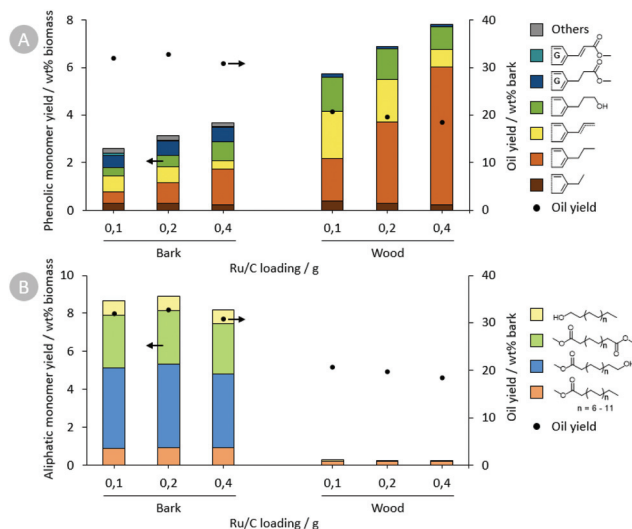 A
Phenolic monomer yield / wt% biomass
8
6
4
2
0
40
30
20
10
0
Oil yield / wt% bark
0,1 0,2 0,4 0,1 0,2 0,4
Bark Wood
Ru/C loading / g
Others
G O O
G O O
OH
Oil yield
B
Aliphatic monomer yield / wt% biomass
10
8
6
4
2
0
40
30
20
10
0
Oil yield / wt% bark
0,1 0,2 0,4 0,1 0,2 0,4
Bark Wood
Ru/C loading / g
HO n
O O n O O
O O n OH
O O n
n = 6 - 11
Oil yield